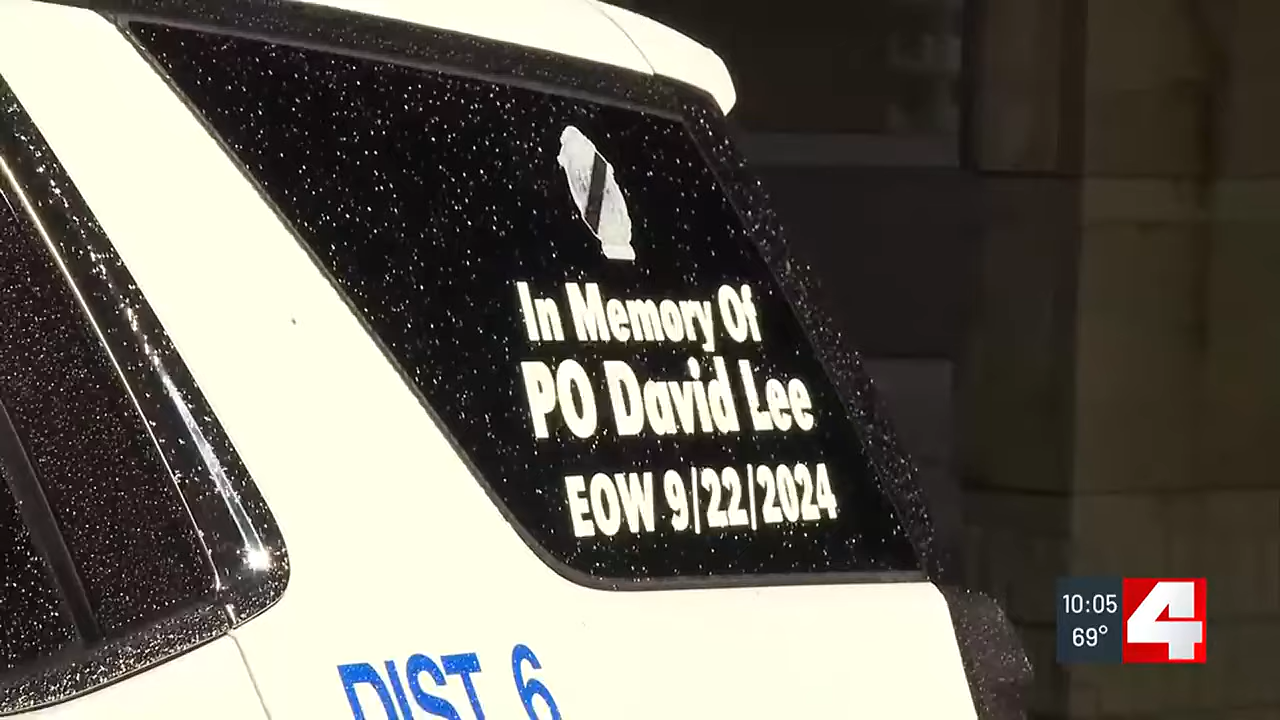 In Memory Of
PO David Lee
EOW 9/22/2024
DIST. 6
10:05
69°
4